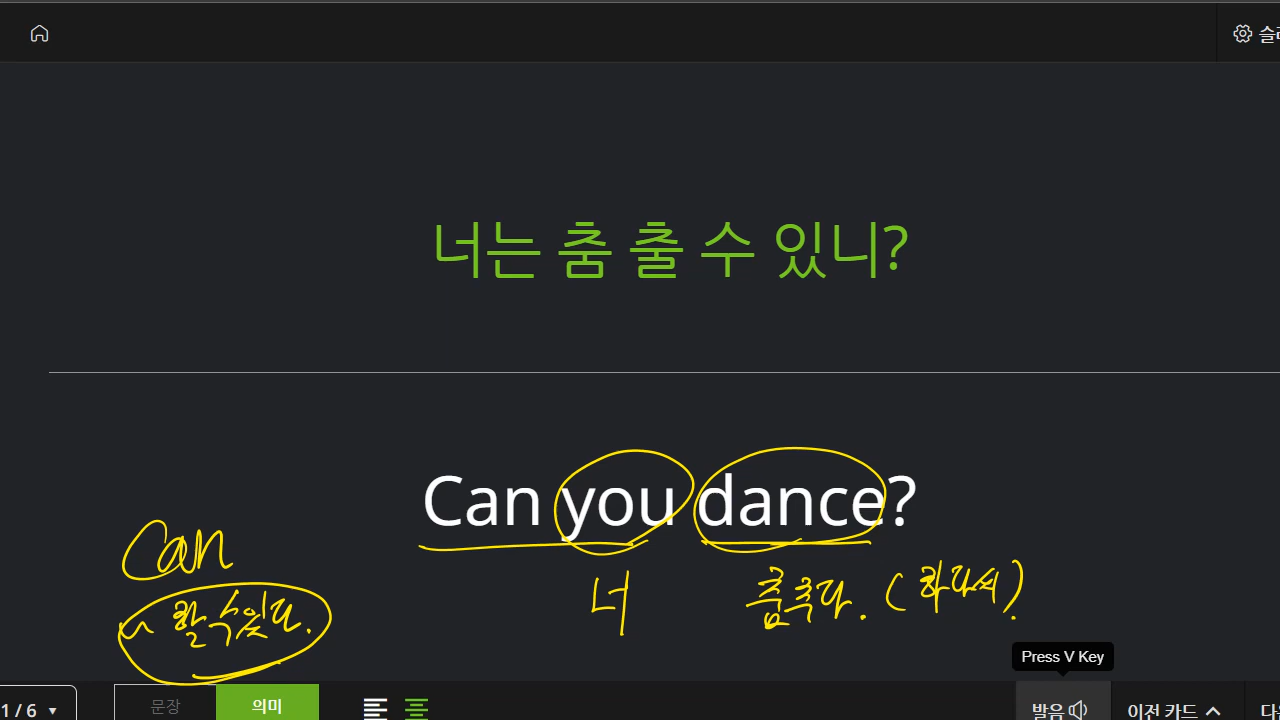 슬라
너는 춤 출 수 있니?
Can you dance?
Can
~ 할 수 있다.
너
춤추다.
Press V Key
1 / 6
문장
의미
발음
이전 카드
다